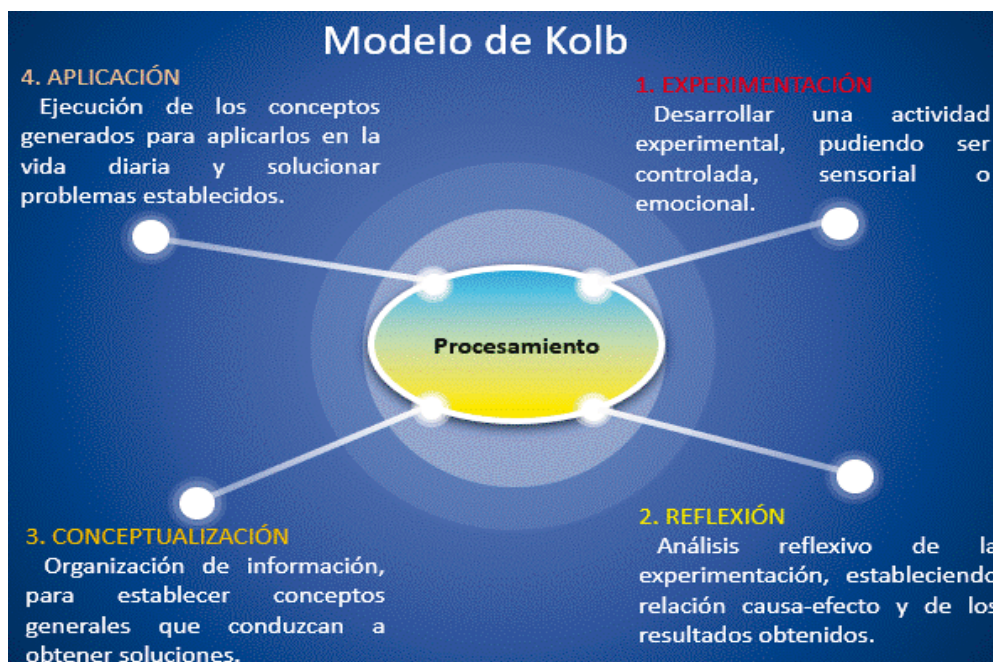 Modelo de Kolb
4. APLICACIÓN
Ejecución de los conceptos
generados para aplicarlos en la
vida diaria y solucionar
problemas establecidos.
1. EXPERIMENTACIÓN
Desarrollar una actividad
experimental, pudiendo ser
controlada, sensorial o
emocional.
Procesamiento
3. CONCEPTUALIZACIÓN
Organización de información,
para establecer conceptos
generales que conduzcan a
obtener soluciones.
2. REFLEXIÓN
Análisis reflexivo de la
experimentación, estableciendo
relación causa-efecto y de los
resultados obtenidos.